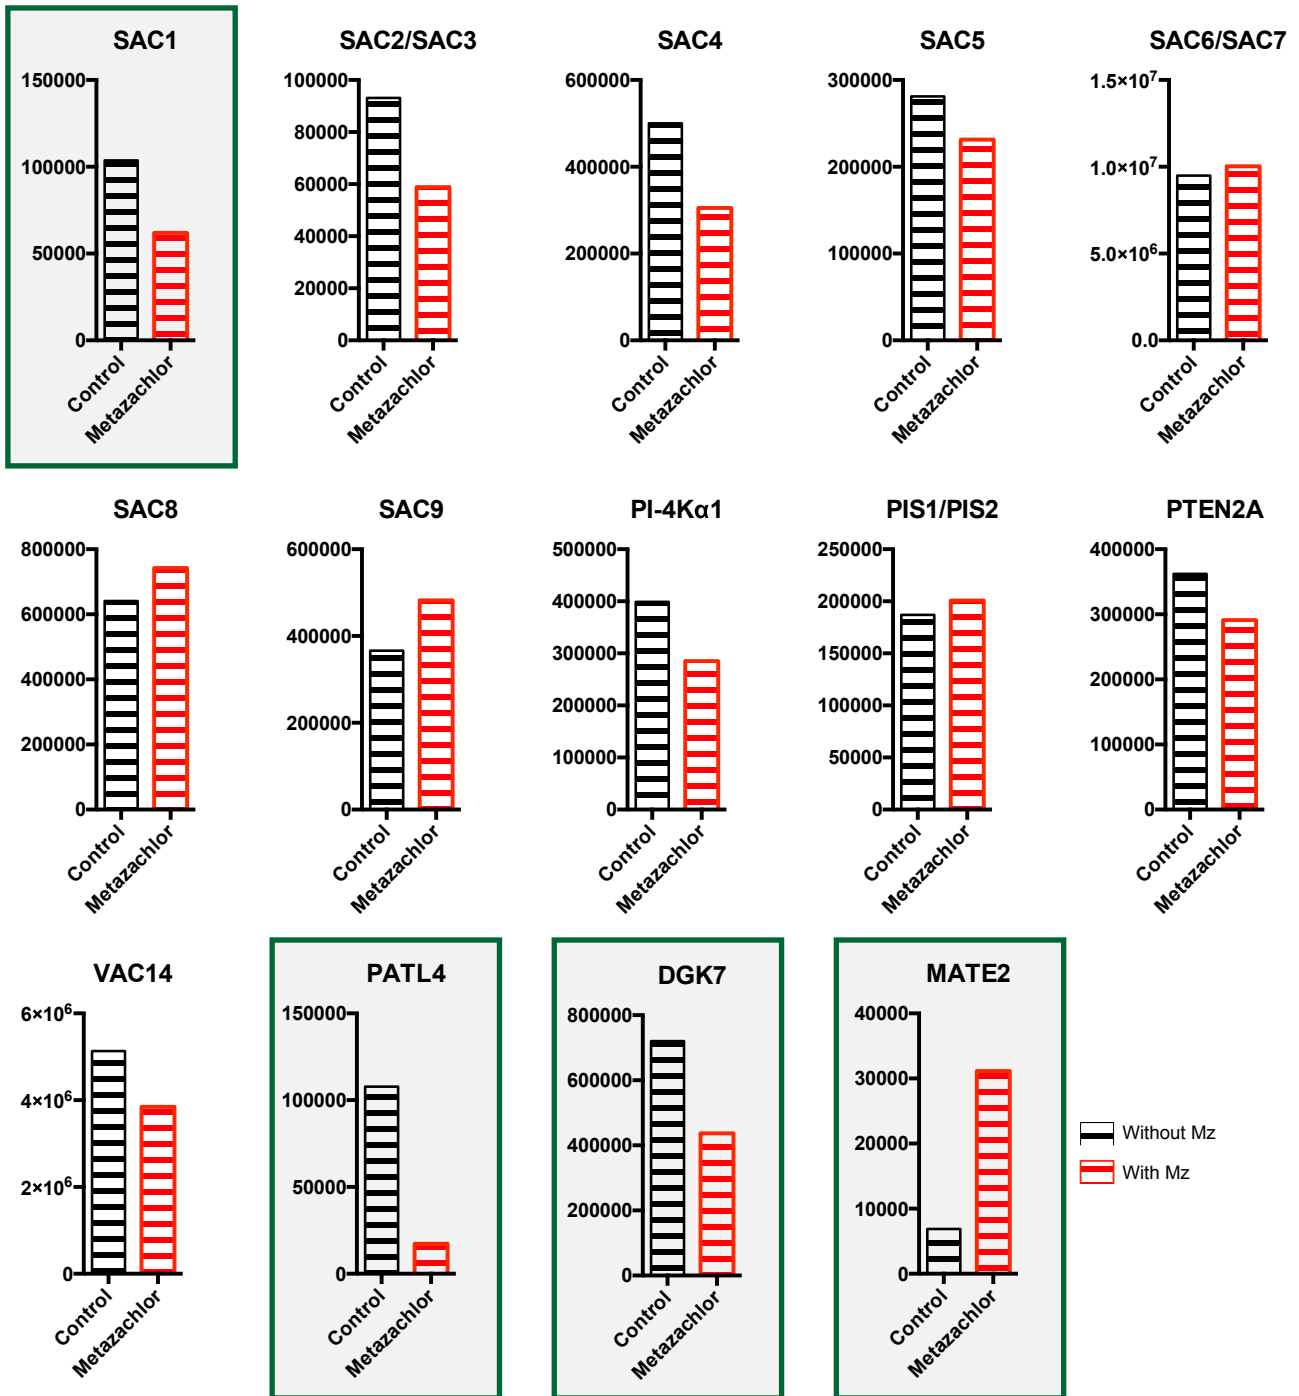 SAC1
SAC2/SAC3
SAC4
SAC5
SAC6/SAC7
150000
100000
50000
0
Control
Metazachlor
100000
80000
60000
40000
20000
0
Control
Metazachlor
600000
400000
200000
0
Control
Metazachlor
300000
200000
100000
0
Control
Metazachlor
1.5×10⁷
1.0×10⁷
5.0×10⁶
0.0
Control
Metazachlor
SAC8
SAC9
PI-4Kα1
PIS1/PIS2
PTEN2A
800000
600000
400000
200000
0
Control
Metazachlor
600000
400000
200000
0
Control
Metazachlor
500000
400000
300000
200000
100000
0
Control
Metazachlor
250000
200000
150000
100000
50000
0
Control
Metazachlor
400000
300000
200000
100000
0
Control
Metazachlor
VAC14
PATL4
DGK7
MATE2
6×10⁶
4×10⁶
2×10⁶
0
Control
Metazachlor
150000
100000
50000
0
Control
Metazachlor
800000
600000
400000
200000
0
Control
Metazachlor
40000
30000
20000
10000
0
Control
Metazachlor
Without Mz
With Mz